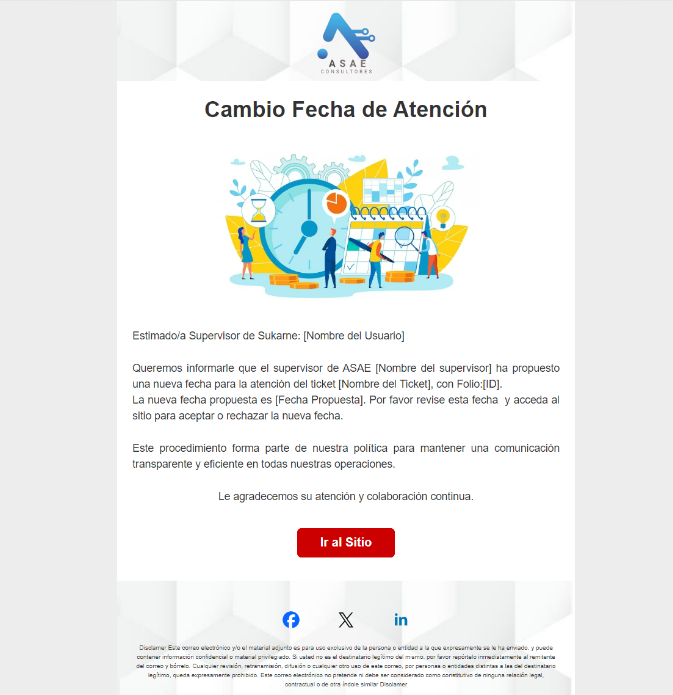 ASAE
CONSULTORES
Cambio Fecha de Atención
Estimado/a Supervisor de Sukarne: [Nombre del Usuario]
Queremos informarle que el supervisor de ASAE [Nombre del supervisor] ha propuesto
una nueva fecha para la atención del ticket [Nombre del Ticket], con Folio:[ID].
La nueva fecha propuesta es [Fecha Propuesta]. Por favor revise esta fecha y acceda al
sitio para aceptar o rechazar la nueva fecha.
Este procedimiento forma parte de nuestra política para mantener una comunicación
transparente y eficiente en todas nuestras operaciones.
Le agradecemos su atención y colaboración continua.
Ir al Sitio
Disclamer Este correo electrónico y/o el material adjunto es para uso exclusivo de la persona o entidad a la que expresamente se le ha enviado, y puede
contener información confidencial o material privilegiado. Si usted no es el destinatario legítimo del mismo, por favor repórtelo inmediatamente al remitente
del correo y bórrelo. Cualquier revisión, retransmisión, difusión o cualquier otro uso de este correo, por personas o entidades distintas a las del destinatario
legítimo, queda expresamente prohibido. Este correo electrónico no pretende ni debe ser considerado como constitutivo de ninguna relación legal,
contractual o de otra índole similar Disclamer